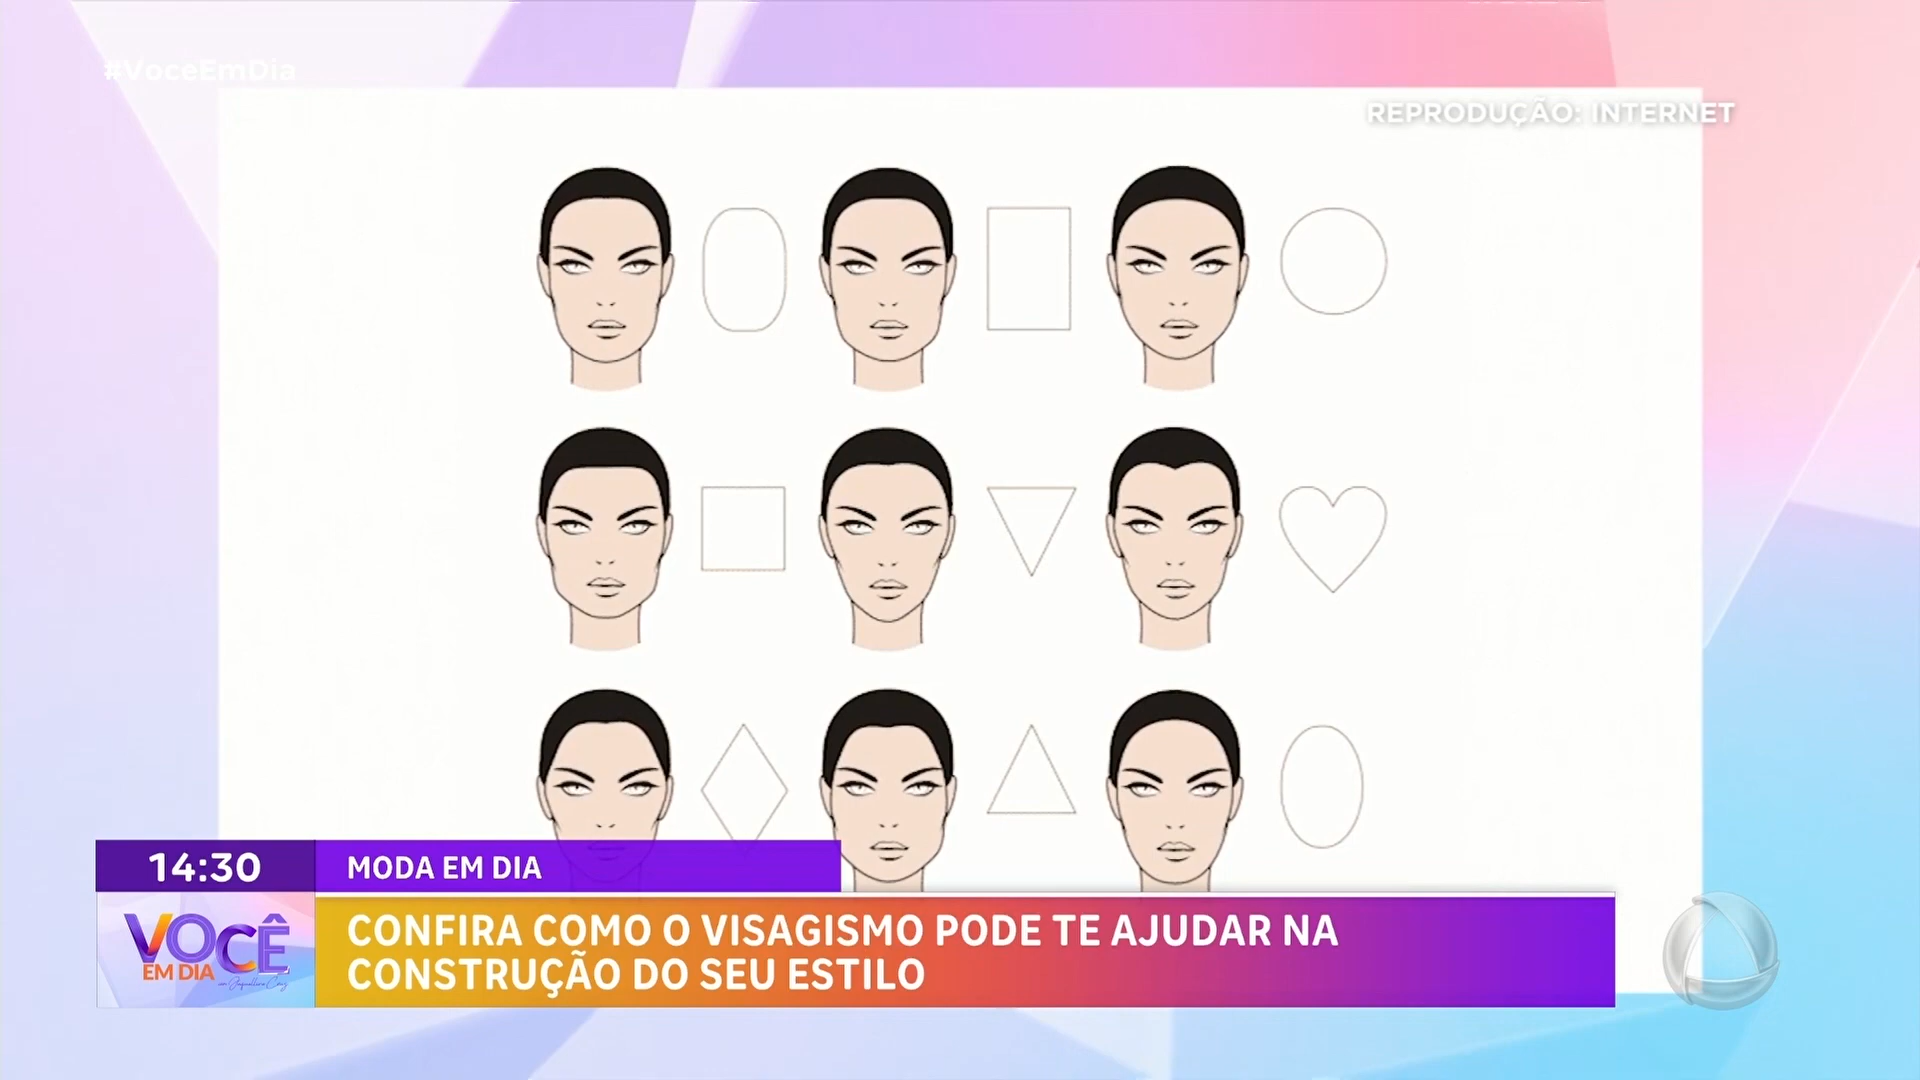 #VoceEmDia
REPRODUÇÃO: INTERNET
14:30
MODA EM DIA
VOCÊ
EM DIA
CONFIRA COMO O VISAGISMO PODE TE AJUDAR NA
CONSTRUÇÃO DO SEU ESTILO